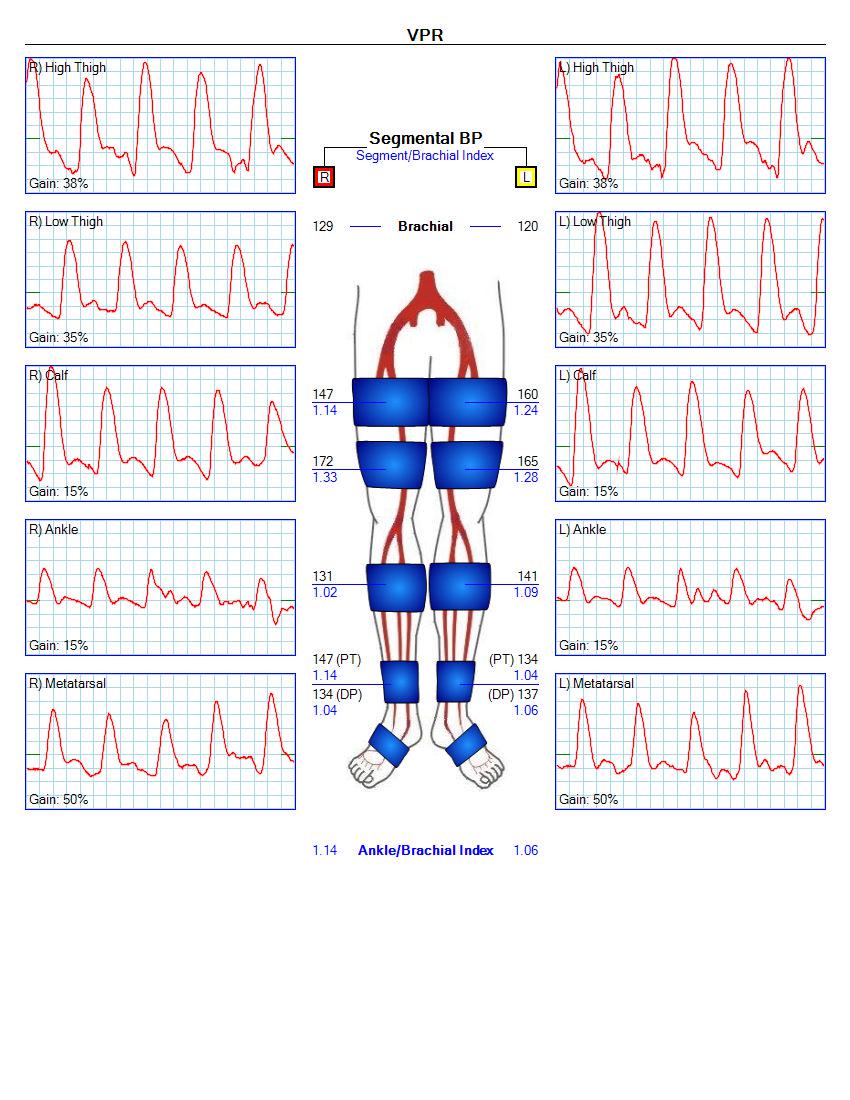 VPR
R) High Thigh
Gain: 38%
R) Low Thigh
Gain: 35%
R) Calf
Gain: 15%
R) Ankle
Gain: 15%
R) Metatarsal
Gain: 50%
Segmental BP
Segment/Brachial Index
R L
129 Brachial 120
147 160
1.14 1.24
172 165
1.33 1.28
131 141
1.02 1.09
147 (PT) (PT) 134
1.14 1.04
134 (DP) (DP) 137
1.04 1.06
1.14 Ankle/Brachial Index 1.06
L) High Thigh
Gain: 38%
L) Low Thigh
Gain: 35%
L) Calf
Gain: 15%
L) Ankle
Gain: 15%
L) Metatarsal
Gain: 50%